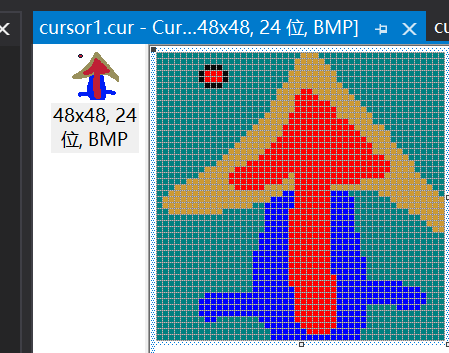 cursor1.cur - Cur...48x48, 24 位, BMP]
cu
48x48, 24
位, BMP